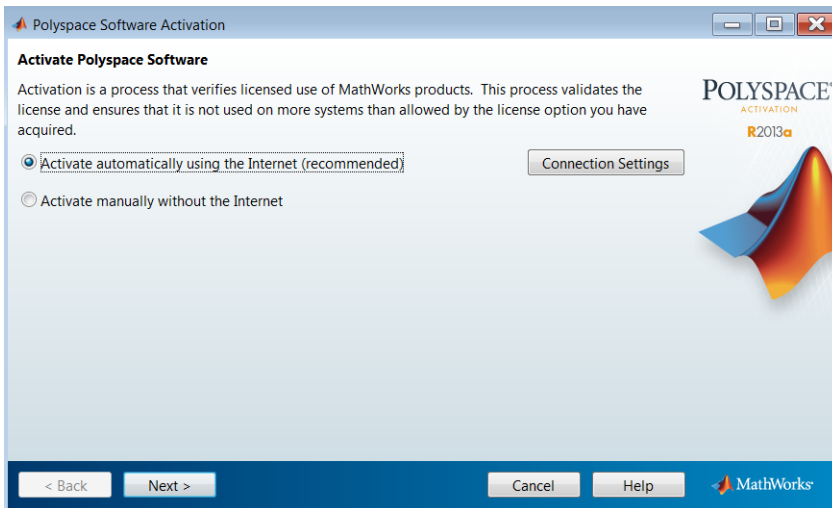 Polyspace Software Activation
Activate Polyspace Software
Activation is a process that verifies licensed use of MathWorks products. This process validates the
license and ensures that it is not used on more systems than allowed by the license option you have
acquired.
POLYSPACE®
ACTIVATION
R2013a
Activate automatically using the Internet (recommended)
Connection Settings
Activate manually without the Internet
< Back
Next >
Cancel
Help
MathWorks®